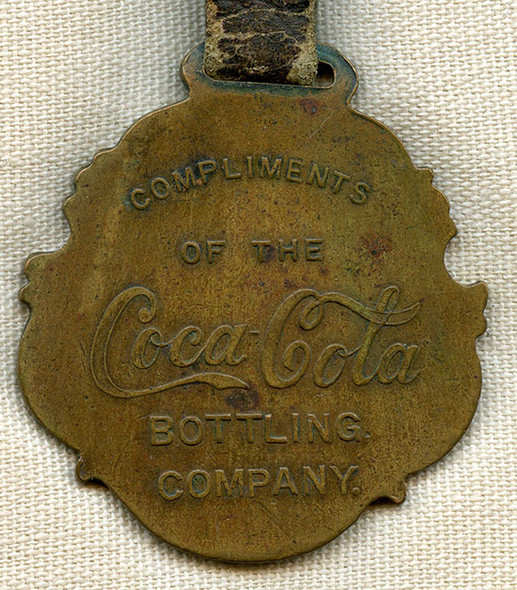 COMPLIMENTS
OF THE
Coca-Cola
BOTTLING.
COMPANY.